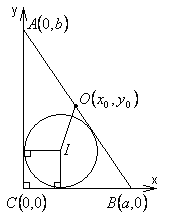 y
A(0,b)
O(x₀,y₀)
I
x
C(0,0)
B(a,0)